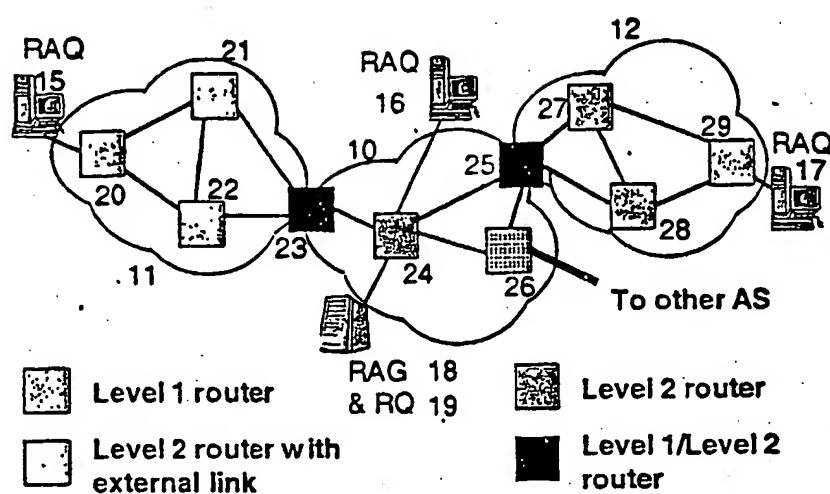 12
21
RAQ
15
RAQ
16
27
29
RAQ
17
10
25
20
22
28
23
24
26
11
To other AS
RAG 18
& RQ 19
Level 1 router
Level 2 router
Level 2 router with
external link
Level 1/Level 2
router